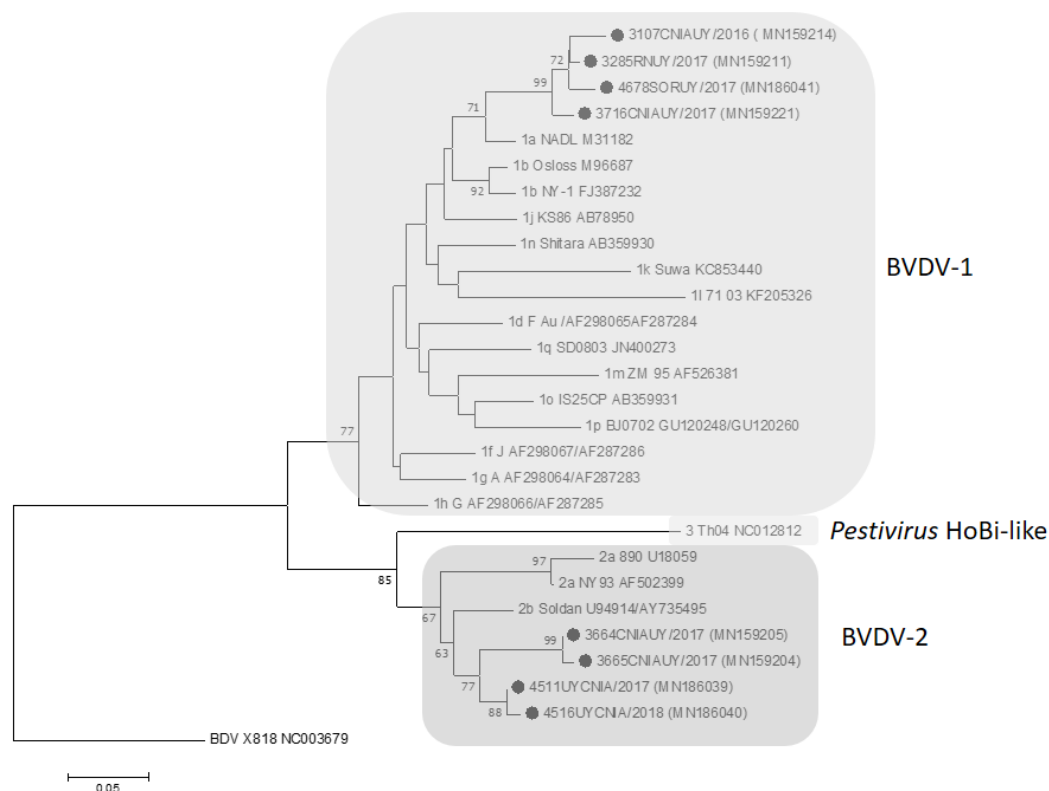 3107CNIAUY/2016 ( MN159214)
72
3285RNUY/2017 (MN159211)
99
4678SORUY/2017 (MN186041)
71
3716CNIAUY/2017 (MN159221)
1a NADL M31182
1b Osloss M96687
92
1b NY-1 FJ387232
1j KS86 AB78950
1n Shitara AB359930
BVDV-1
1k Suwa KC853440
1l 71 03 KF205326
1d F Au /AF298065AF287284
1q SD0803 JN400273
1m ZM 95 AF526381
1o IS25CP AB359931
1p BJ0702 GU120248/GU120260
77
1f J AF298067/AF287286
1g A AF298064/AF287283
1h G AF298066/AF287285
3 Th04 NC012812
Pestivirus HoBi-like
97
2a 890 U18059
85
2a NY93 AF502399
67
2b Soldan U94914/AY735495
3664CNIAUY/2017 (MN159205)
99
BVDV-2
63
3665CNIAUY/2017 (MN159204)
77
4511UYCNIA/2017 (MN186039)
88
4516UYCNIA/2018 (MN186040)
BDV X818 NC003679
0.05